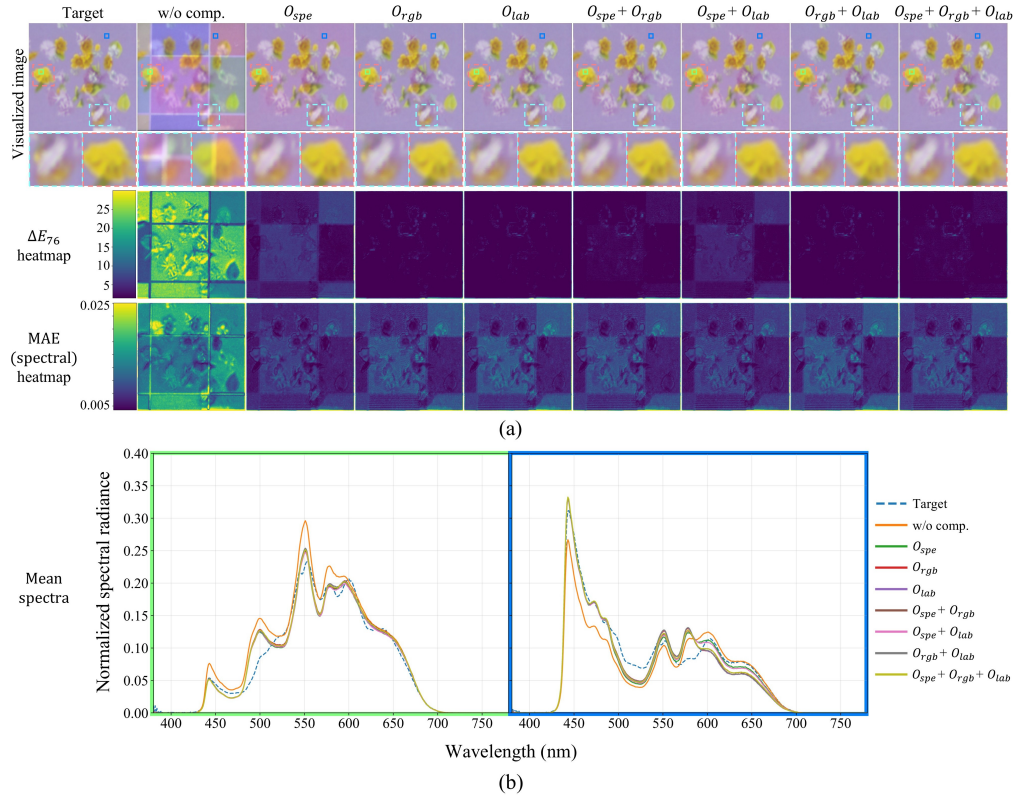 Target w/o comp. O_spe O_rgb O_lab O_spe + O_rgb O_spe + O_lab O_rgb + O_lab O_spe + O_rgb + O_lab
Visualized image
ΔE_76
heatmap
25
20
15
10
5
MAE
(spectral)
heatmap
0.025
0.005
(a)
Mean
spectra
Normalized spectral radiance
0.40
0.35
0.30
0.25
0.20
0.15
0.10
0.05
0.00
400 450 500 550 600 650 700 750 400 450 500 550 600 650 700 750
Wavelength (nm)
Target
w/o comp.
O_spe
O_rgb
O_lab
O_spe + O_rgb
O_spe + O_lab
O_rgb + O_lab
O_spe + O_rgb + O_lab
(b)